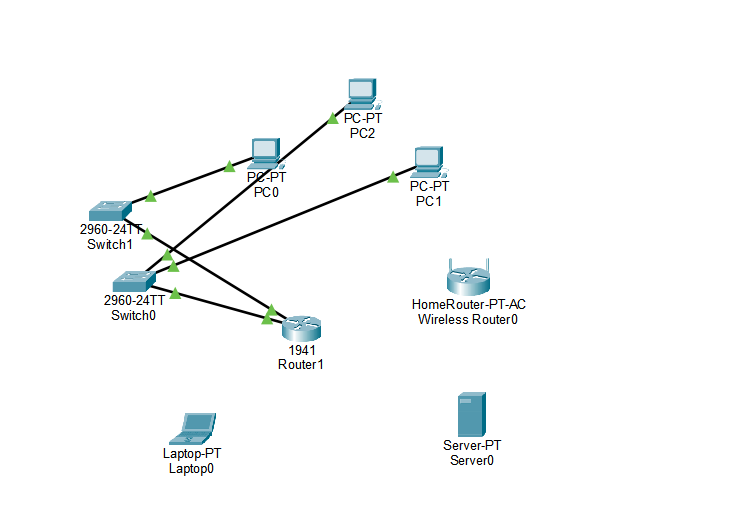 PC-PT
PC2
PC-PT
PC0
PC-PT
PC1
2960-24TT
Switch1
2960-24TT
Switch0
HomeRouter-PT-AC
Wireless Router0
1941
Router1
Laptop-PT
Laptop0
Server-PT
Server0